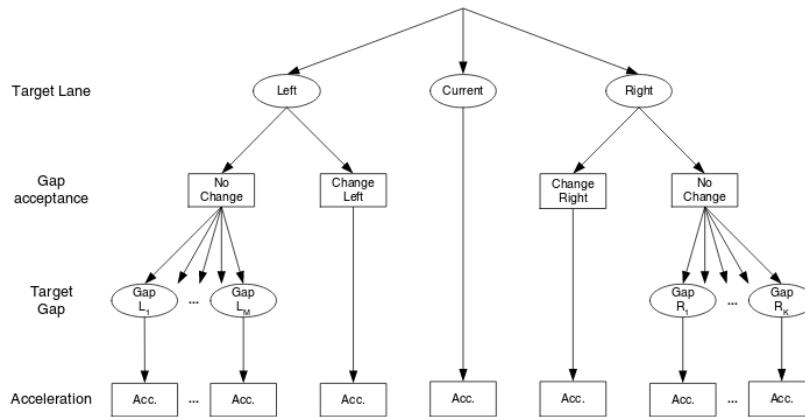 Target Lane
Left
Current
Right
Gap
acceptance
No
Change
Change
Left
Change
Right
No
Change
Target
Gap
Gap
L1
...
Gap
LM
Gap
R1
...
Gap
RK
Acceleration
Acc.
...
Acc.
Acc.
Acc.
Acc.
Acc.
...
Acc.